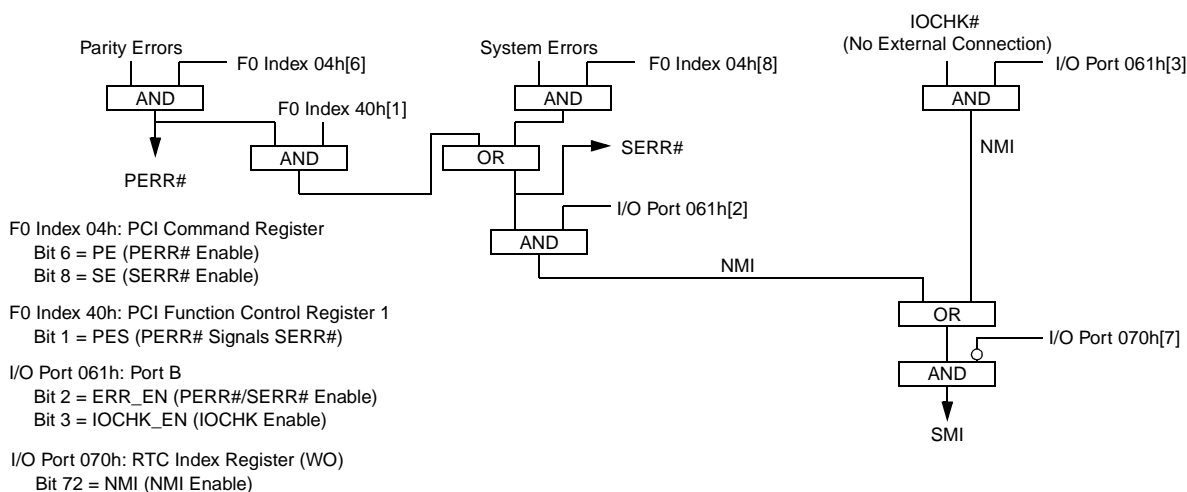 IOCHK#
(No External Connection)
Parity Errors
System Errors
F0 Index 04h[6]
F0 Index 04h[8]
I/O Port 061h[3]
AND
AND
AND
F0 Index 40h[1]
AND
OR
SERR#
NMI
PERR#
I/O Port 061h[2]
F0 Index 04h: PCI Command Register
Bit 6 = PE (PERR# Enable)
Bit 8 = SE (SERR# Enable)
AND
NMI
F0 Index 40h: PCI Function Control Register 1
Bit 1 = PES (PERR# Signals SERR#)
OR
I/O Port 070h[7]
I/O Port 061h: Port B
Bit 2 = ERR_EN (PERR#/SERR# Enable)
Bit 3 = IOCHK_EN (IOCHK Enable)
AND
SMI
I/O Port 070h: RTC Index Register (WO)
Bit 72 = NMI (NMI Enable)